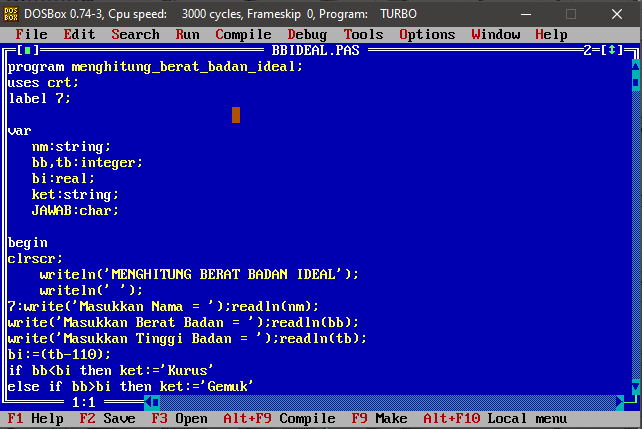 DOSBox 0.74-3, Cpu speed: 3000 cycles, Frameskip 0, Program: TURBO
File Edit Search Run Compile Debug Tools Options Window Help
[■] BBIDEAL.PAS 2=[↕]
program menghitung_berat_badan_ideal;
uses crt;
label 7;
var
nm:string;
bb,tb:integer;
bi:real;
ket:string;
JAWAB:char;
begin
clrscr;
writeln('MENGHITUNG BERAT BADAN IDEAL');
writeln(' ');
7:write('Masukkan Nama = ');readln(nm);
write('Masukkan Berat Badan = ');readln(bb);
write('Masukkan Tinggi Badan = ');readln(tb);
bi:=(tb-110);
if bb<bi then ket:='Kurus'
else if bb>bi then ket:='Gemuk'
1:1
F1 Help F2 Save F3 Open Alt+F9 Compile F9 Make Alt+F10 Local menu